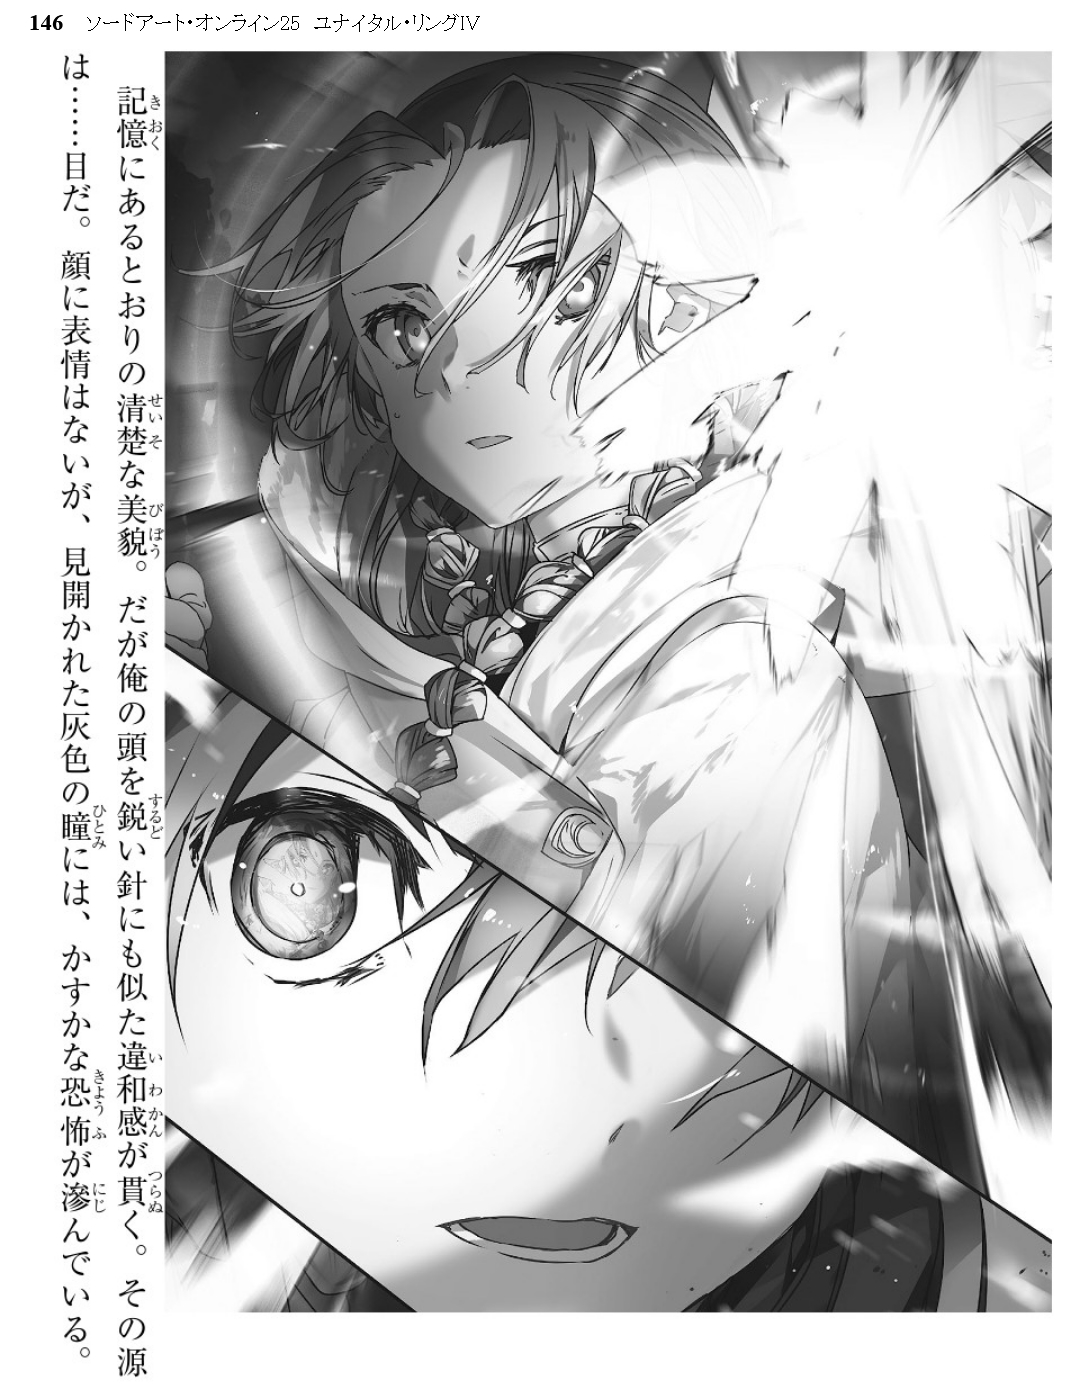 146 ソードアート・オンライン25 ユナイタル・リングⅣ
記憶にあるとおりの清楚な美貌。だが俺の頭を鋭い針にも似た違和感が貫く。その源
は……目だ。顔に表情はないが、見開かれた灰色の瞳には、かすかな恐怖が滲んでいる。